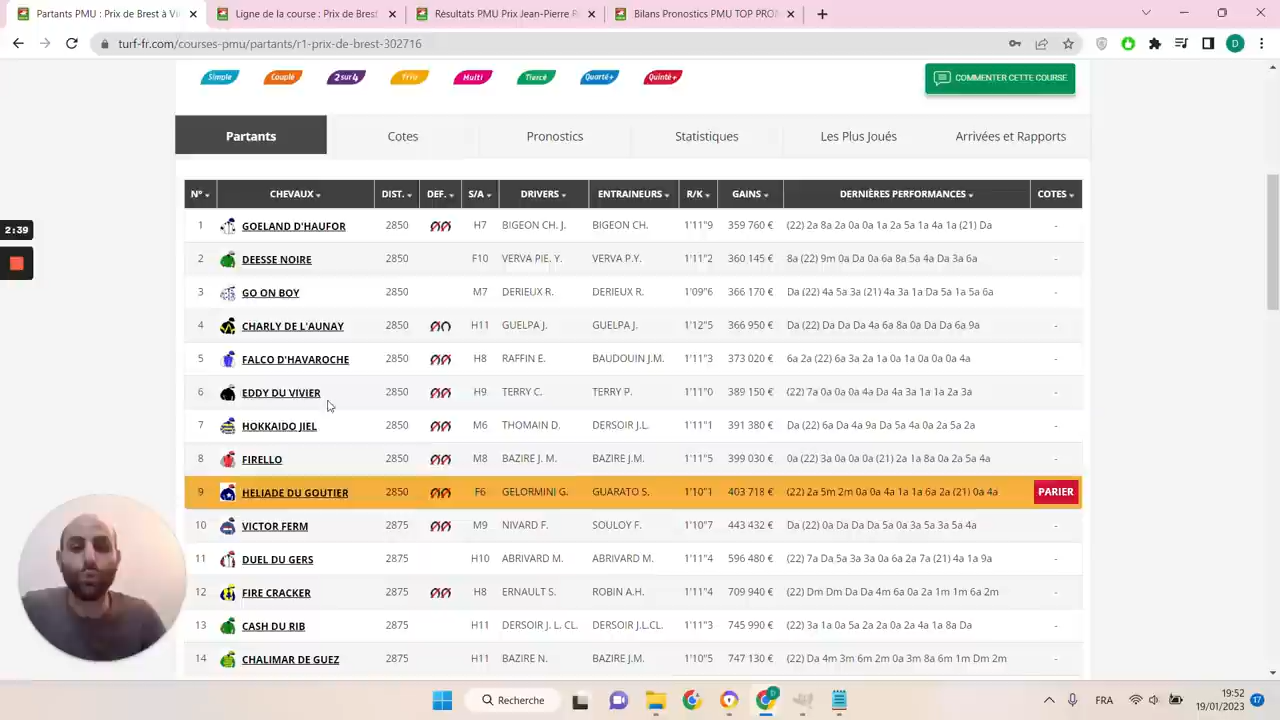 Partants PMU : Prix de Brest à Vi
Ligne de la course : Prix de Brest
Résultats PMU Prix Jean-Pierre R
Bilans Pronostics PMU TOP PRON
turf-fr.com/courses-pmu/partants/r1-prix-de-brest-302716
Simple Couplé 2 sur 4 Trio Multi Tiercé Quarté+ Quinté+
COMMENTER CETTE COURSE
Partants Cotes Pronostics Statistiques Les Plus Joués Arrivées et Rapports
N° CHEVAUX DIST. DEF. S/A DRIVERS ENTRAINEURS R/K GAINS DERNIÈRES PERFORMANCES COTES
1 GOELAND D'HAUFOR 2850 H7 BIGEON CH. J. BIGEON CH. 1'11"9 359 760 € (22) 2a 8a 2a 0a 0a 1a 2a 5a 1a 4a 1a (21) Da -
2:39
2 DEESSE NOIRE 2850 F10 VERVA PIE. Y. VERVA P.Y. 1'11"2 360 145 € 8a (22) 9m 0a Da 0a 6a 8a 5a 4a Da 3a 6a -
3 GO ON BOY 2850 M7 DERIEUX R. DERIEUX R. 1'09"6 366 170 € Da (22) 4a 5a 3a (21) 4a 3a 1a Da 5a 1a 5a 6a -
4 CHARLY DE L'AUNAY 2850 H11 GUELPA J. GUELPA J. 1'12"5 366 950 € Da (22) Da Da Da 4a 6a 8a 0a Da Da 6a 9a -
5 FALCO D'HAVAROCHE 2850 H8 RAFFIN E. BAUDOUIN J.M. 1'11"3 373 020 € 6a 2a (22) 6a 3a 2a 1a 0a 1a 0a 0a 0a 4a -
6 EDDY DU VIVIER 2850 H9 TERRY C. TERRY P. 1'11"0 389 150 € (22) 7a 0a 0a 0a 4a Da 4a 3a 1a 1a 2a 3a -
7 HOKKAIDO JIEL 2850 M6 THOMAIN D. DERSOIR J.L. 1'11"1 391 380 € Da (22) 6a Da 4a 9a Da 5a 4a 0a 2a 5a 2a -
8 FIRELLO 2850 M8 BAZIRE J. M. BAZIRE J.M. 1'11"1 399 030 € 0a (22) 3a 0a 0a 0a (21) 2a 1a 8a 0a 2a 5a 4a -
9 HELIADE DU GOUTIER 2850 F6 GELORMINI G. GUARATO S. 1'10"1 403 718 € (22) 2a 5m 2m 0a 0a 4a 1a 1a 6a 2a (21) 0a 4a PARIER
10 VICTOR FERM 2875 M9 NIVARD F. SOULOY F. 1'10"7 443 432 € Da (22) 0a Da Da Da 5a 0a 3a 5a 3a 5a 4a -
11 DUEL DU GERS 2875 H10 ABRIVARD M. ABRIVARD M. 1'11"4 596 480 € (22) 7a Da 5a 3a 3a 0a 6a 2a 7a (21) 4a 1a 9a -
12 FIRE CRACKER 2875 H8 ERNAULT S. ROBIN A.H. 1'11"4 709 940 € (22) Dm Dm Da Da 4m 6a 0a 2a 1m 1m 6a 2m -
13 CASH DU RIB 2875 H11 DERSOIR J. L. CL. DERSOIR J.L.CL. 1'11"3 745 990 € (22) 3a 1a 0a 5a 2a 2a 0a 2a 4a 1a 8a Da -
14 CHALIMAR DE GUEZ 2875 H11 BAZIRE N. BAZIRE J.M. 1'10"5 747 130 € (22) Da 4m 3m 6m 2m 0a 3m 8a 6m 1m Dm 2m -
Recherche
FRA
19:52
19/01/2023
17